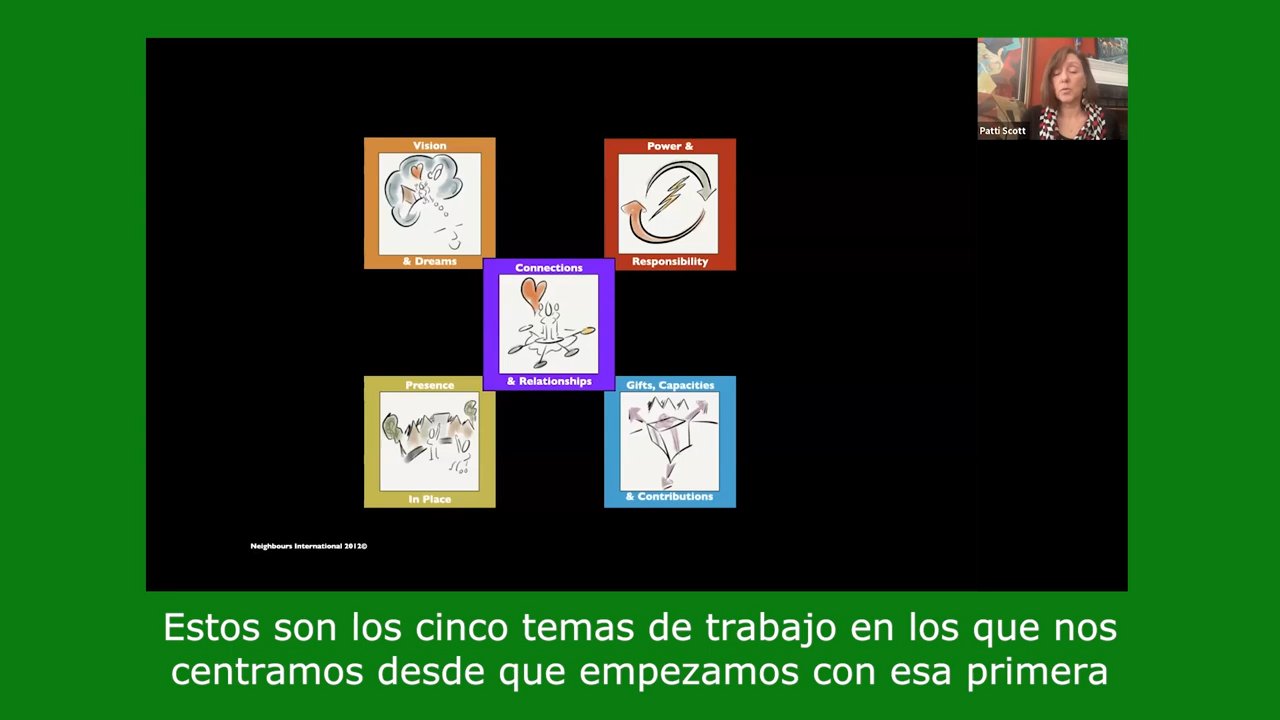 Patti Scott
Vision
& Dreams
Power &
Responsibility
Connections
& Relationships
Presence
In Place
Gifts, Capacities
& Contributions
Neighbours International 2012©
Estos son los cinco temas de trabajo en los que nos
centramos desde que empezamos con esa primera